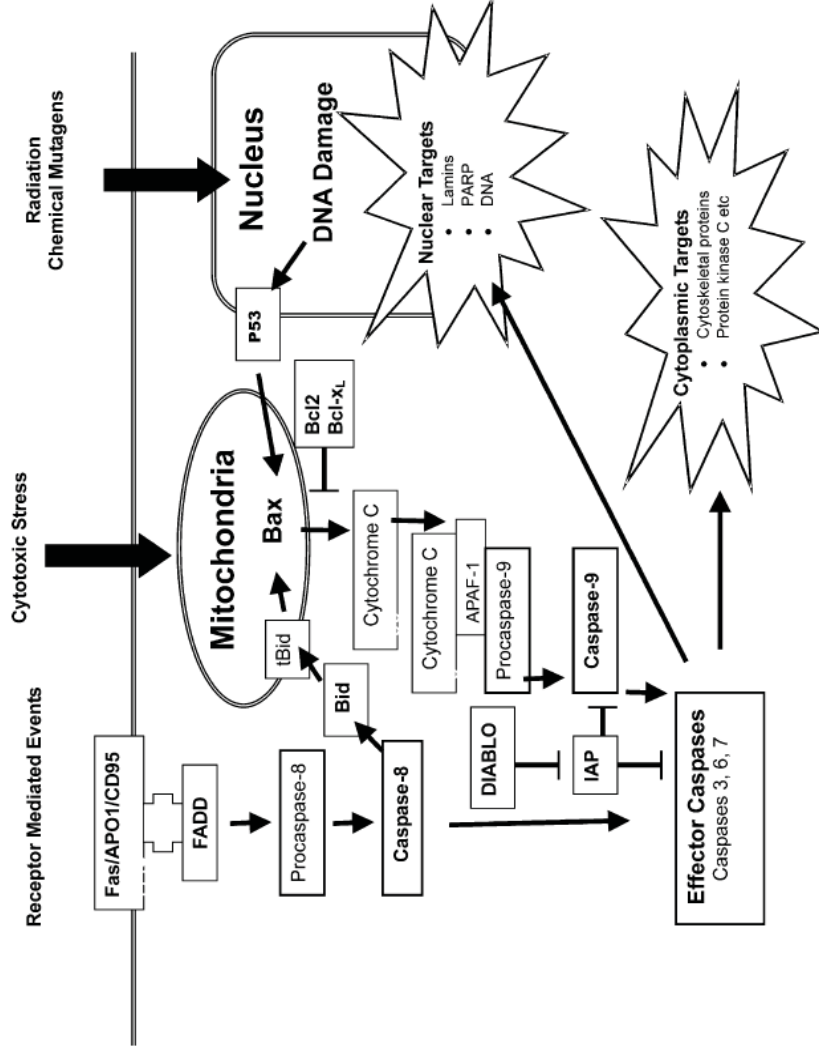 Receptor Mediated Events
Cytotoxic Stress
Radiation
Chemical Mutagens
Fas/APO1/CD95
FADD
Procaspase-8
Caspase-8
Bid
tBid
Mitochondria
Bax
Bcl2
Bcl-xL
P53
Nucleus
DNA Damage
Cytochrome C
Cytochrome C
APAF-1
Procaspase-9
Caspase-9
DIABLO
IAP
Effector Caspases
Caspases 3, 6, 7
Nuclear Targets
• Lamins
• PARP
• DNA
Cytoplasmic Targets
• Cytoskeletal proteins
• Protein kinase C etc